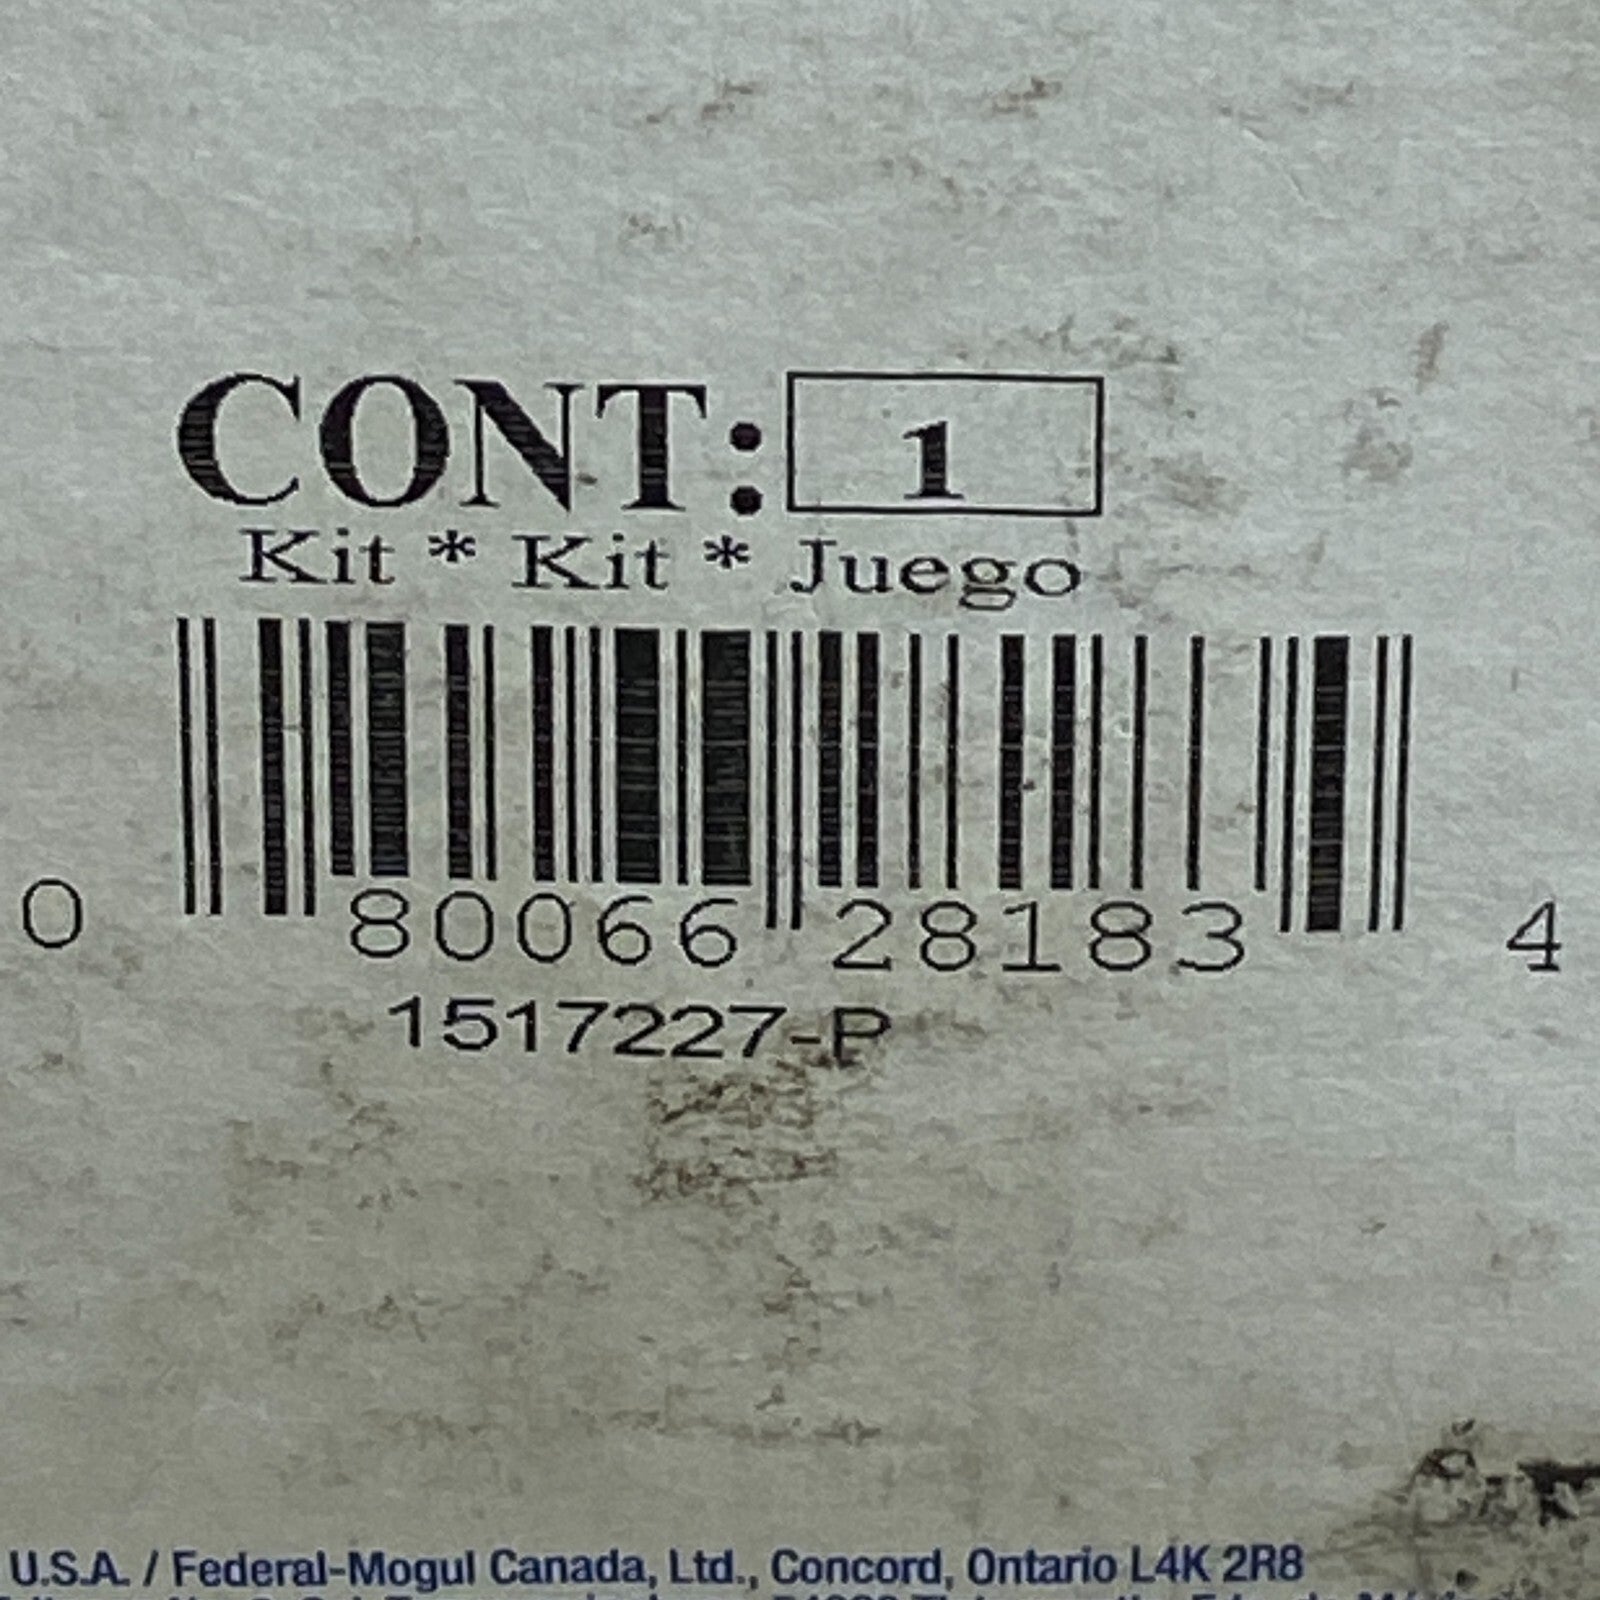 CONT: 1
Kit * Kit * Juego
0 80066 28183 4
1517227-P
U.S.A. / Federal-Mogul Canada, Ltd., Concord, Ontario L4K 2R8